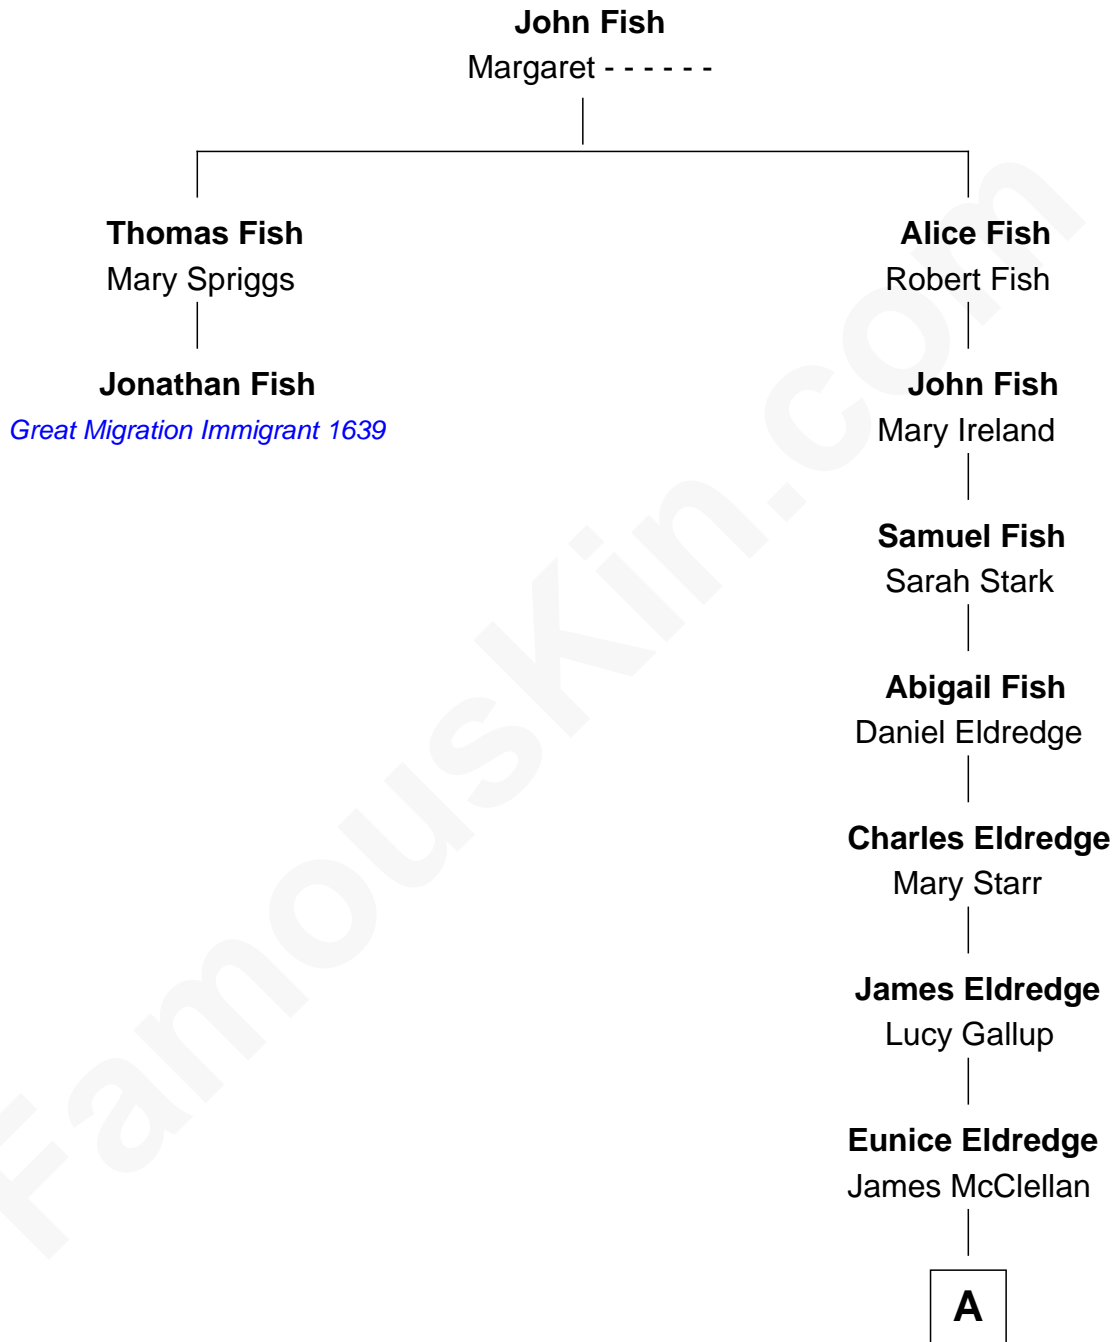 John Fish
Margaret - - - - - -
Thomas Fish
Mary Spriggs
Jonathan Fish
Great Migration Immigrant 1639
Alice Fish
Robert Fish
John Fish
Mary Ireland
Samuel Fish
Sarah Stark
Abigail Fish
Daniel Eldredge
Charles Eldredge
Mary Starr
James Eldredge
Lucy Gallup
Eunice Eldredge
James McClellan
A
FamousKin.com